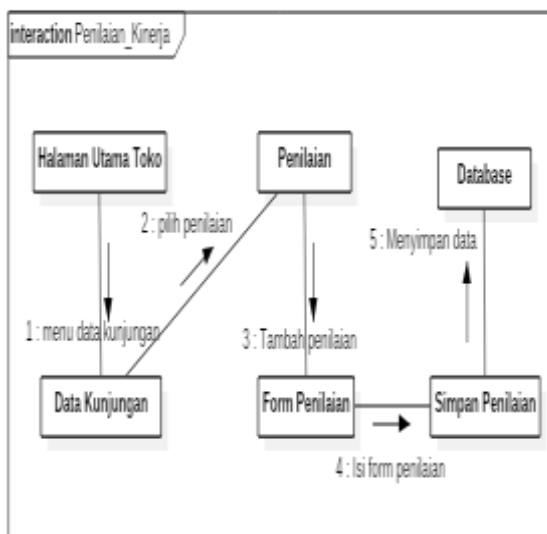 interaction Penilaian_Kinerja
Halaman Utama Toko
Penilaian
Database
2 : pilih penilaian
5 : Menyimpan data
1 : menu data kunjungan
3 : Tambah penilaian
Data Kunjungan
Form Penilaian
Simpan Penilaian
4 : Isi form penilaian